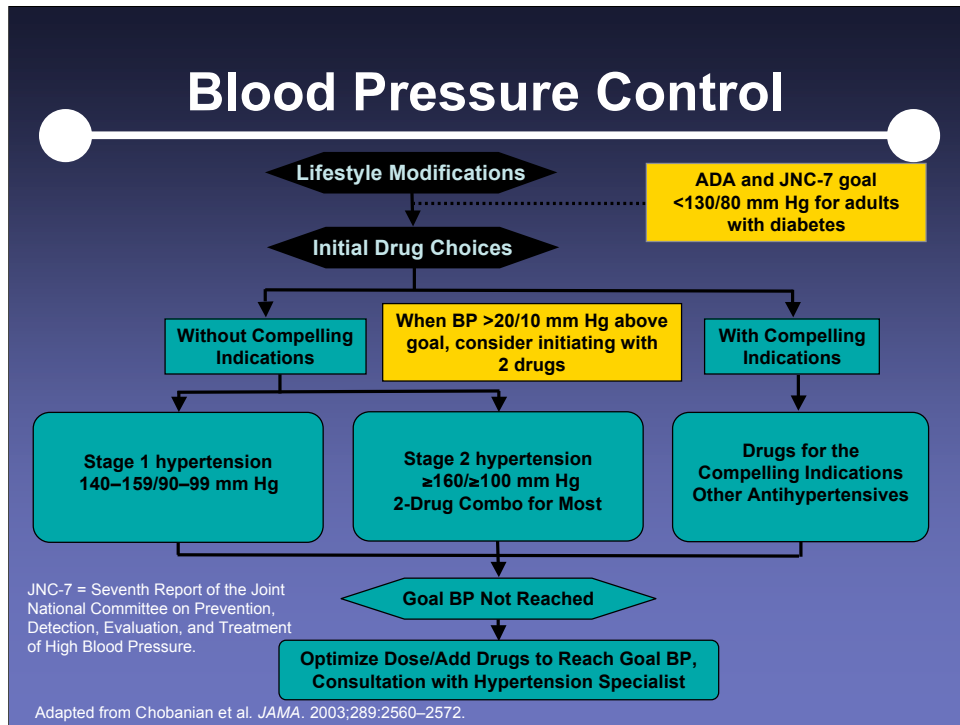 Blood Pressure Control
Lifestyle Modifications
ADA and JNC-7 goal
<130/80 mm Hg for adults
with diabetes
Initial Drug Choices
Without Compelling
Indications
When BP >20/10 mm Hg above
goal, consider initiating with
2 drugs
With Compelling
Indications
Stage 1 hypertension
140–159/90–99 mm Hg
Stage 2 hypertension
≥160/≥100 mm Hg
2-Drug Combo for Most
Drugs for the
Compelling Indications
Other Antihypertensives
JNC-7 = Seventh Report of the Joint
National Committee on Prevention,
Detection, Evaluation, and Treatment
of High Blood Pressure.
Goal BP Not Reached
Optimize Dose/Add Drugs to Reach Goal BP,
Consultation with Hypertension Specialist
Adapted from Chobanian et al. JAMA. 2003;289:2560–2572.